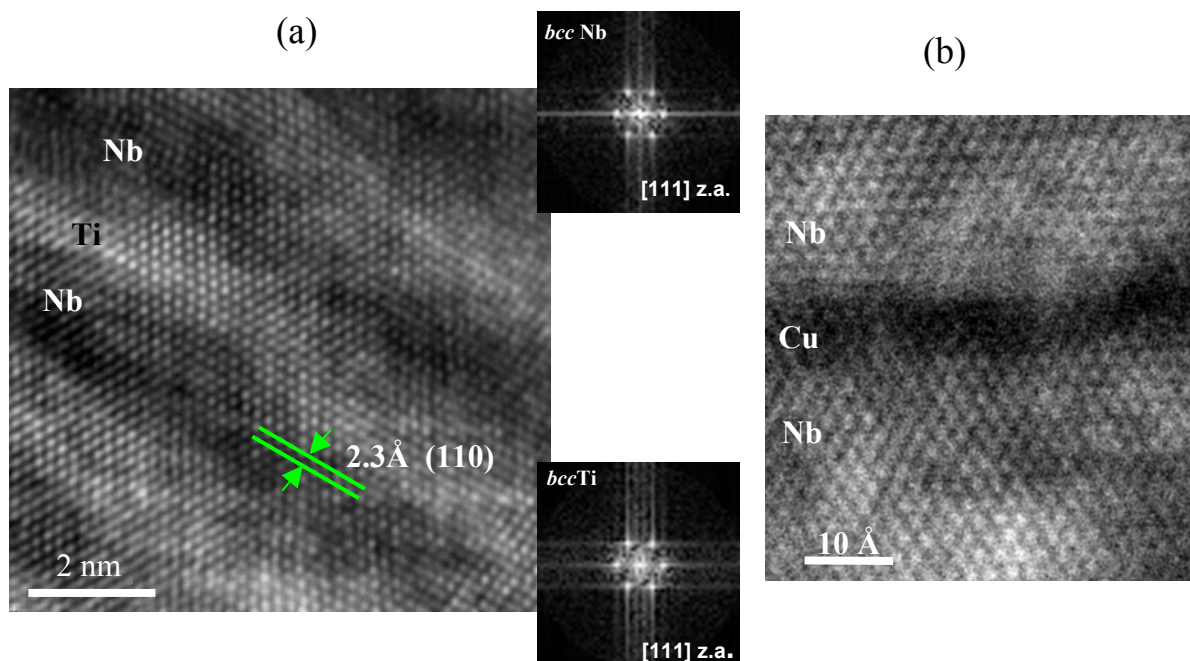 (a)
Nb
Ti
Nb
2.3Å (110)
2 nm
bcc Nb
[111] z.a.
bccTi
[111] z.a.
(b)
Nb
Cu
Nb
10 Å